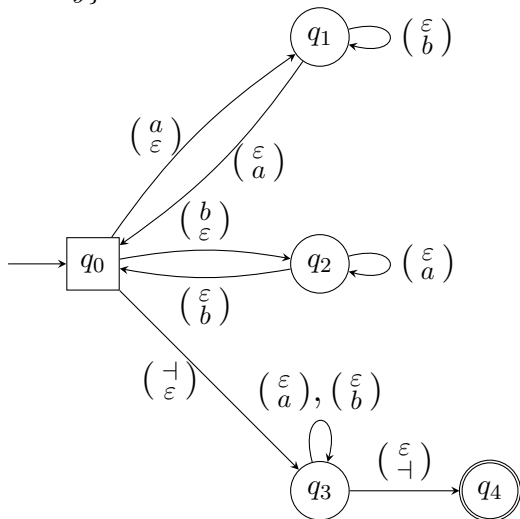 b}
q₁
( ε b )
( a ε )
( ε a )
( b ε )
q₀
q₂
( ε a )
( ε b )
( ⊣ ε )
( ε a ), ( ε b )
( ε ⊣ )
q₃
q₄